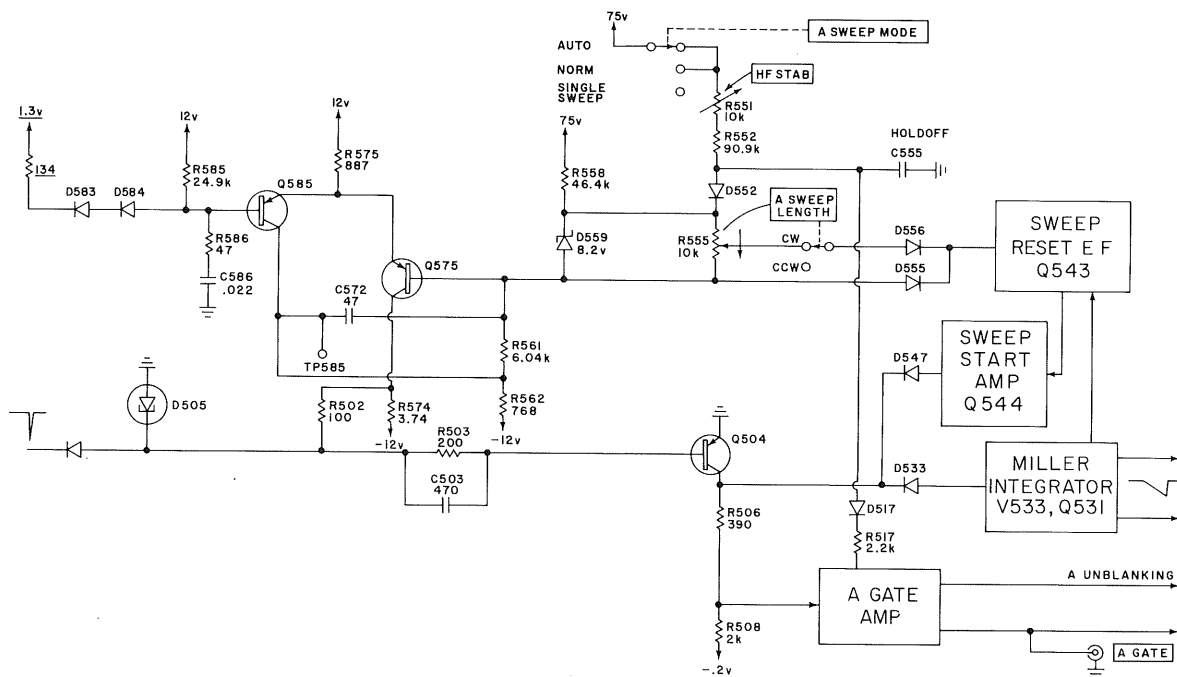 75v
A SWEEP MODE
AUTO
NORM
SINGLE
SWEEP
HF STAB
R551
10k
75v
R552
90.9k
HOLDOFF
C555
1.3v
134
12v
R585
24.9k
12v
R575
887
Q585
D583
D584
R558
46.4k
D552
A SWEEP
LENGTH
D559
8.2v
R555
10k
CW
CCW
D556
D555
SWEEP
RESET E F
Q543
R586
47
C586
.022
Q575
C572
47
TP585
R561
6.04k
R562
768
-12v
SWEEP
START
AMP
Q544
D547
D505
R502
100
R574
3.74
-12v
R503
200
C503
470
Q504
D533
MILLER
INTEGRATOR
V533, Q531
R506
390
D517
R517
2.2k
A GATE
AMP
A UNBLANKING
R508
2k
-.2v
A GATE